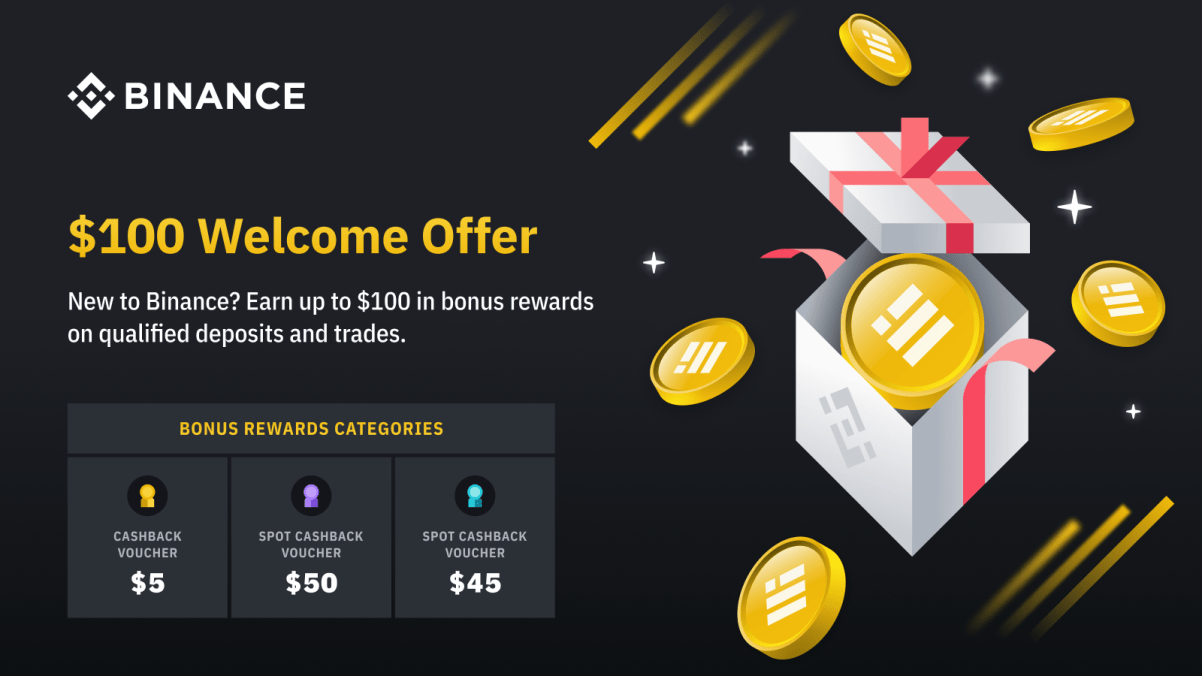 BINANCE
$100 Welcome Offer
New to Binance? Earn up to $100 in bonus rewards
on qualified deposits and trades.
BONUS REWARDS CATEGORIES
CASHBACK
VOUCHER
$5
SPOT CASHBACK
VOUCHER
$50
SPOT CASHBACK
VOUCHER
$45